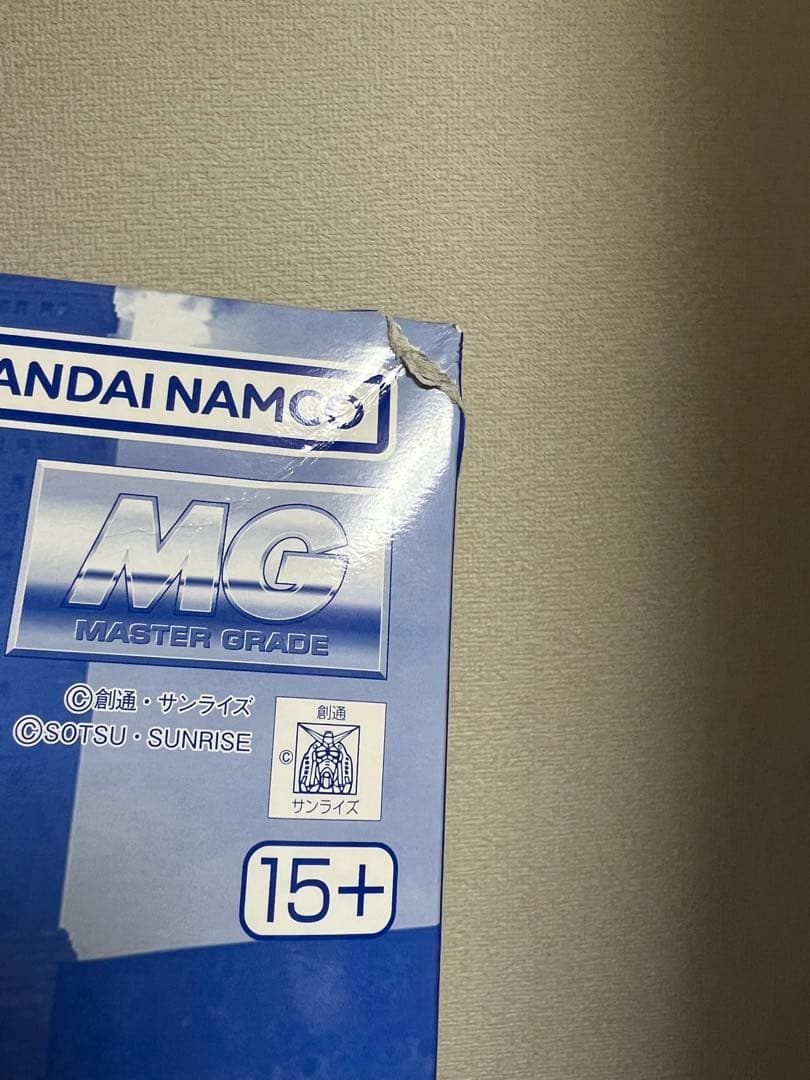 ANDAI NAMCO
MG
MASTER GRADE
©創通・サンライズ
©SOTSU・SUNRISE
創通
©
サンライズ
15+